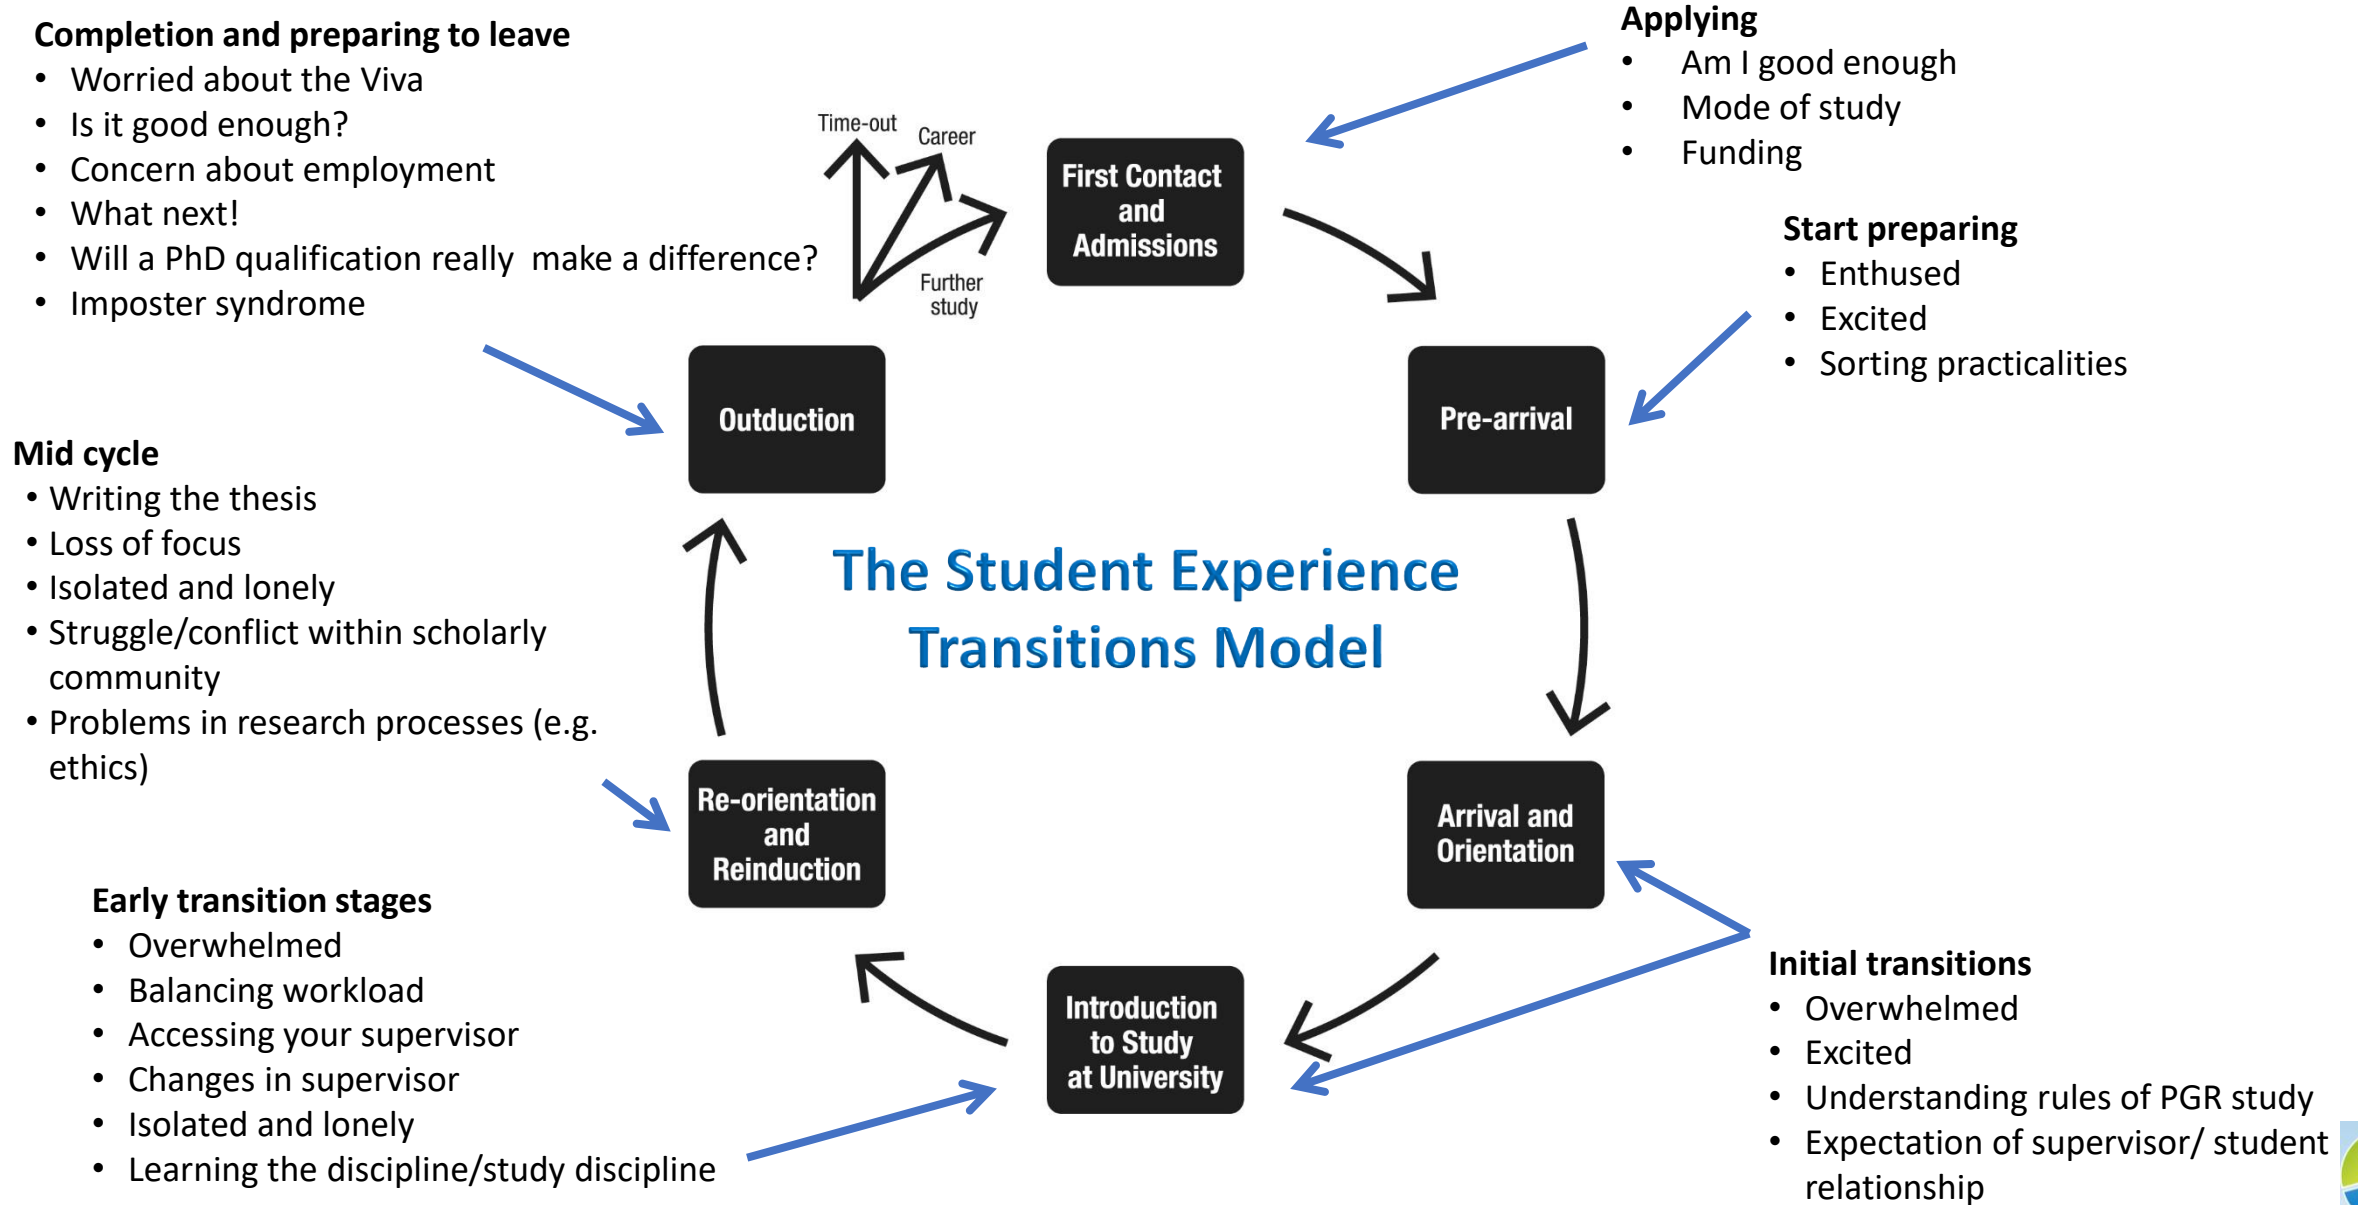 Completion and preparing to leave
• Worried about the Viva
• Is it good enough?
• Concern about employment
• What next!
• Will a PhD qualification really  make a difference?
• Imposter syndrome
Time-out
Career
Further
study
First Contact
and
Admissions
Applying
• Am I good enough
• Mode of study
• Funding
Start preparing
• Enthused
• Excited
• Sorting practicalities
Outduction
Pre-arrival
Mid cycle
• Writing the thesis
• Loss of focus
• Isolated and lonely
• Struggle/conflict within scholarly
community
• Problems in research processes (e.g.
ethics)
The Student Experience
Transitions Model
Re-orientation
and
Reinduction
Arrival and
Orientation
Early transition stages
• Overwhelmed
• Balancing workload
• Accessing your supervisor
• Changes in supervisor
• Isolated and lonely
• Learning the discipline/study discipline
Introduction
to Study
at University
Initial transitions
• Overwhelmed
• Excited
• Understanding rules of PGR study
• Expectation of supervisor/ student
relationship